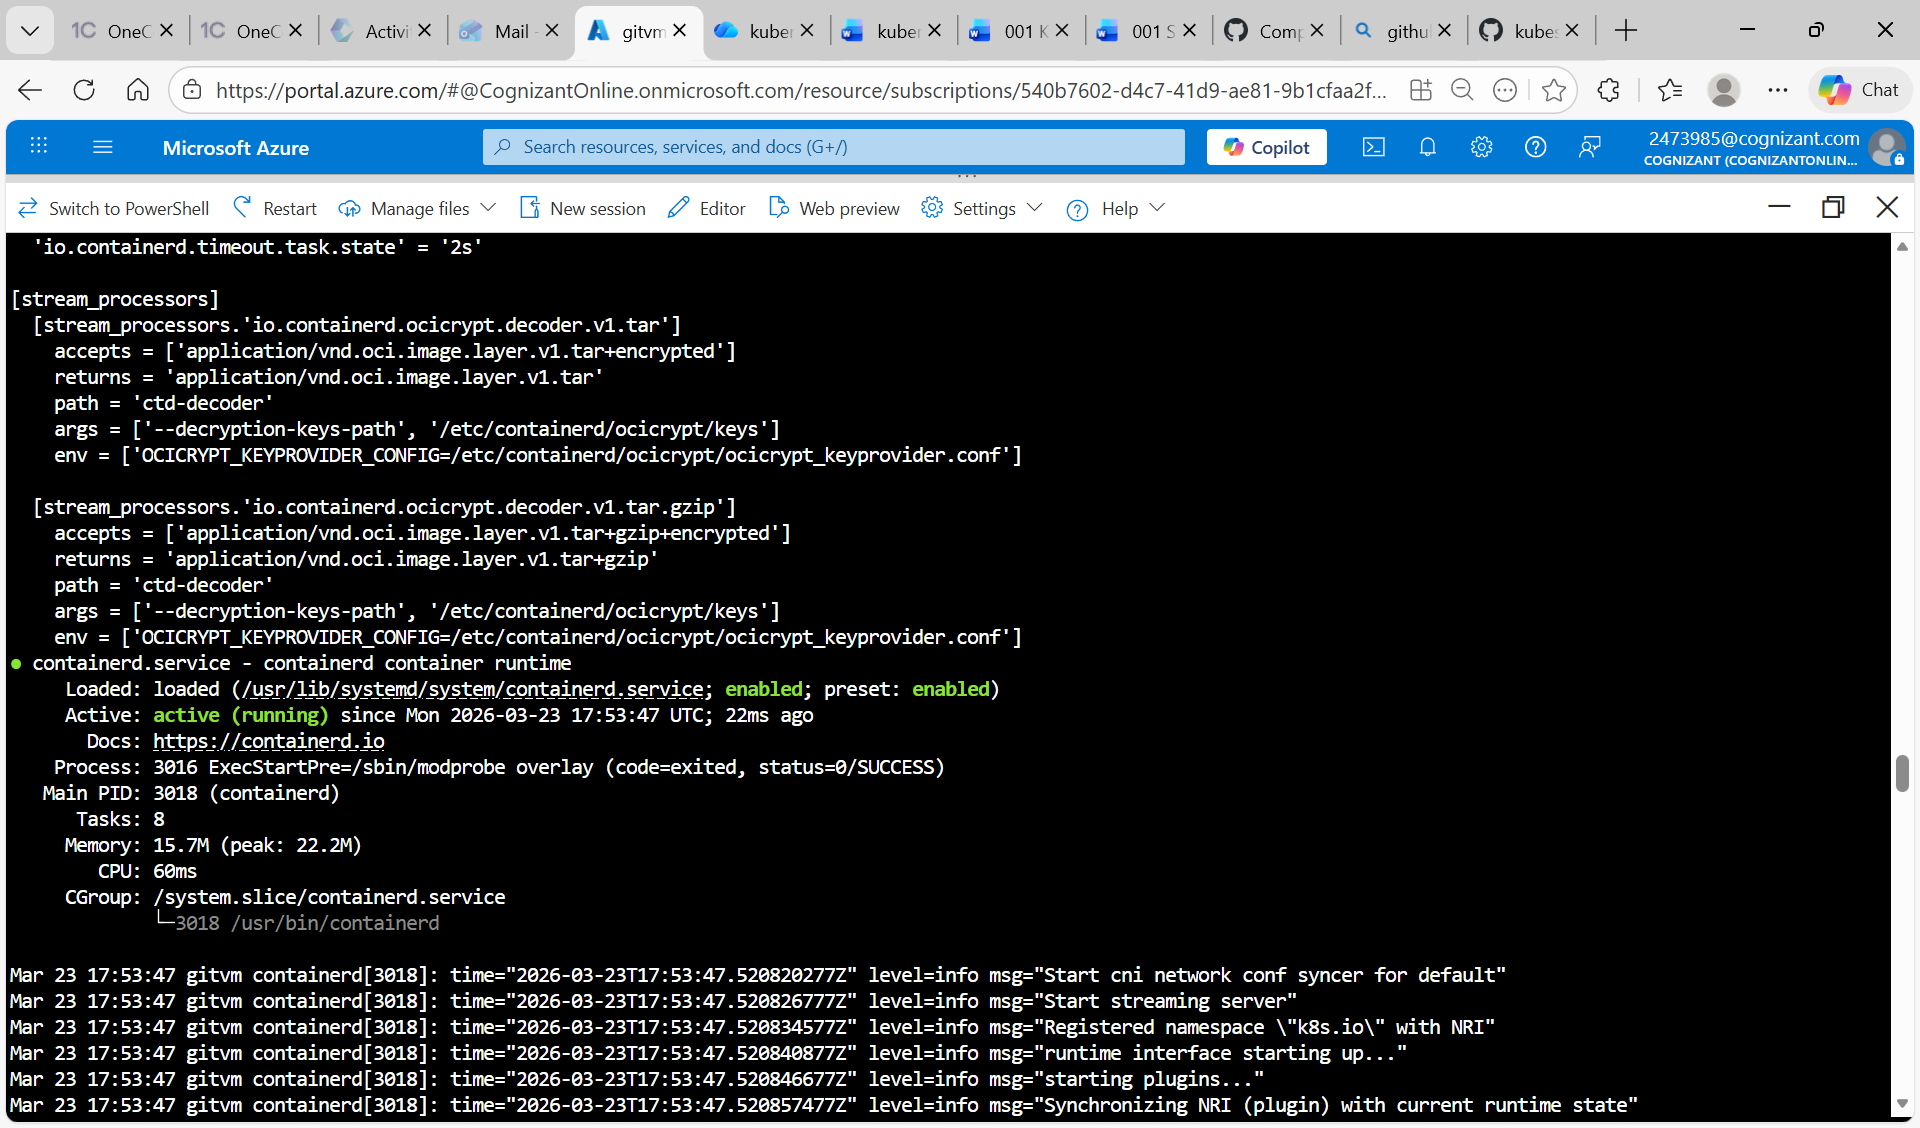 OneC
OneC
Activi
Mail -
gitvm
kuber
kuber
001 K
001 S
Comp
githu
kubes
https://portal.azure.com/#@CognizantOnline.onmicrosoft.com/resource/subscriptions/540b7602-d4c7-41d9-ae81-9b1cfaa2f...
Chat
Microsoft Azure
Search resources, services, and docs (G+/)
Copilot
2473985@cognizant.com
COGNIZANT (COGNIZANTONLIN...
Switch to PowerShell
Restart
Manage files
New session
Editor
Web preview
Settings
Help
'io.containerd.timeout.task.state' = '2s'
[stream_processors]
[stream_processors.'io.containerd.ocicrypt.decoder.v1.tar']
accepts = ['application/vnd.oci.image.layer.v1.tar+encrypted']
returns = 'application/vnd.oci.image.layer.v1.tar'
path = 'ctd-decoder'
args = ['--decryption-keys-path', '/etc/containerd/ocicrypt/keys']
env = ['OCICRYPT_KEYPROVIDER_CONFIG=/etc/containerd/ocicrypt/ocicrypt_keyprovider.conf']
[stream_processors.'io.containerd.ocicrypt.decoder.v1.tar.gzip']
accepts = ['application/vnd.oci.image.layer.v1.tar+gzip+encrypted']
returns = 'application/vnd.oci.image.layer.v1.tar+gzip'
path = 'ctd-decoder'
args = ['--decryption-keys-path', '/etc/containerd/ocicrypt/keys']
env = ['OCICRYPT_KEYPROVIDER_CONFIG=/etc/containerd/ocicrypt/ocicrypt_keyprovider.conf']
● containerd.service - containerd container runtime
Loaded: loaded (/usr/lib/systemd/system/containerd.service; enabled; preset: enabled)
Active: active (running) since Mon 2026-03-23 17:53:47 UTC; 22ms ago
Docs: https://containerd.io
Process: 3016 ExecStartPre=/sbin/modprobe overlay (code=exited, status=0/SUCCESS)
Main PID: 3018 (containerd)
Tasks: 8
Memory: 15.7M (peak: 22.2M)
CPU: 60ms
CGroup: /system.slice/containerd.service
└─3018 /usr/bin/containerd
Mar 23 17:53:47 gitvm containerd[3018]: time="2026-03-23T17:53:47.520820277Z" level=info msg="Start cni network conf syncer for default"
Mar 23 17:53:47 gitvm containerd[3018]: time="2026-03-23T17:53:47.520826777Z" level=info msg="Start streaming server"
Mar 23 17:53:47 gitvm containerd[3018]: time="2026-03-23T17:53:47.520834577Z" level=info msg="Registered namespace \"k8s.io\" with NRI"
Mar 23 17:53:47 gitvm containerd[3018]: time="2026-03-23T17:53:47.520840877Z" level=info msg="runtime interface starting up..."
Mar 23 17:53:47 gitvm containerd[3018]: time="2026-03-23T17:53:47.520846677Z" level=info msg="starting plugins..."
Mar 23 17:53:47 gitvm containerd[3018]: time="2026-03-23T17:53:47.520857477Z" level=info msg="Synchronizing NRI (plugin) with current runtime state"